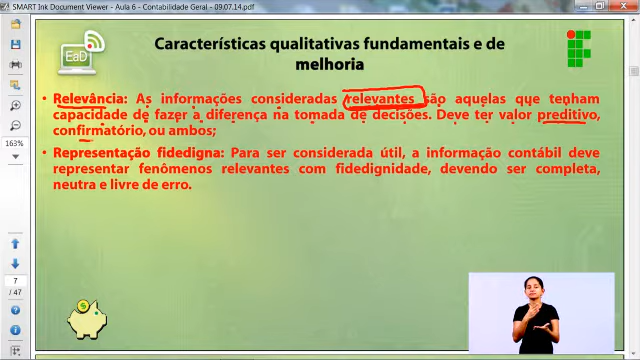 SMART Ink Document Viewer - Aula 6 - Contabilidade Geral - 09.07.14.pdf
EaD
Características qualitativas fundamentais e de
melhoria
• Relevância: As informações consideradas relevantes são aquelas que tenham
capacidade de fazer a diferença na tomada de decisões. Deve ter valor preditivo,
confirmatório, ou ambos;
• Representação fidedigna: Para ser considerada útil, a informação contábil deve
representar fenômenos relevantes com fidedignidade, devendo ser completa,
neutra e livre de erro.
163%
7
/ 47